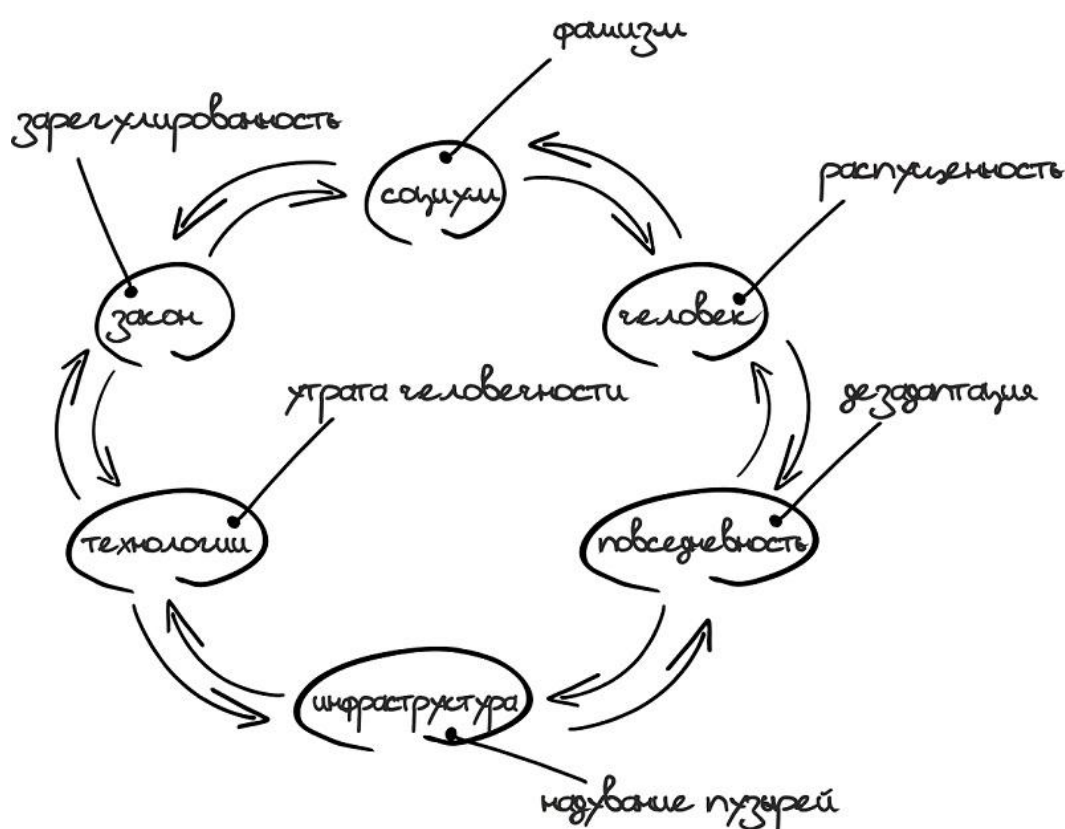 фашизм
зарегулированность
социум
распущенность
закон
человек
утрата человечности
дезадаптация
технологии
повседневность
инфраструктура
надувание пузырей